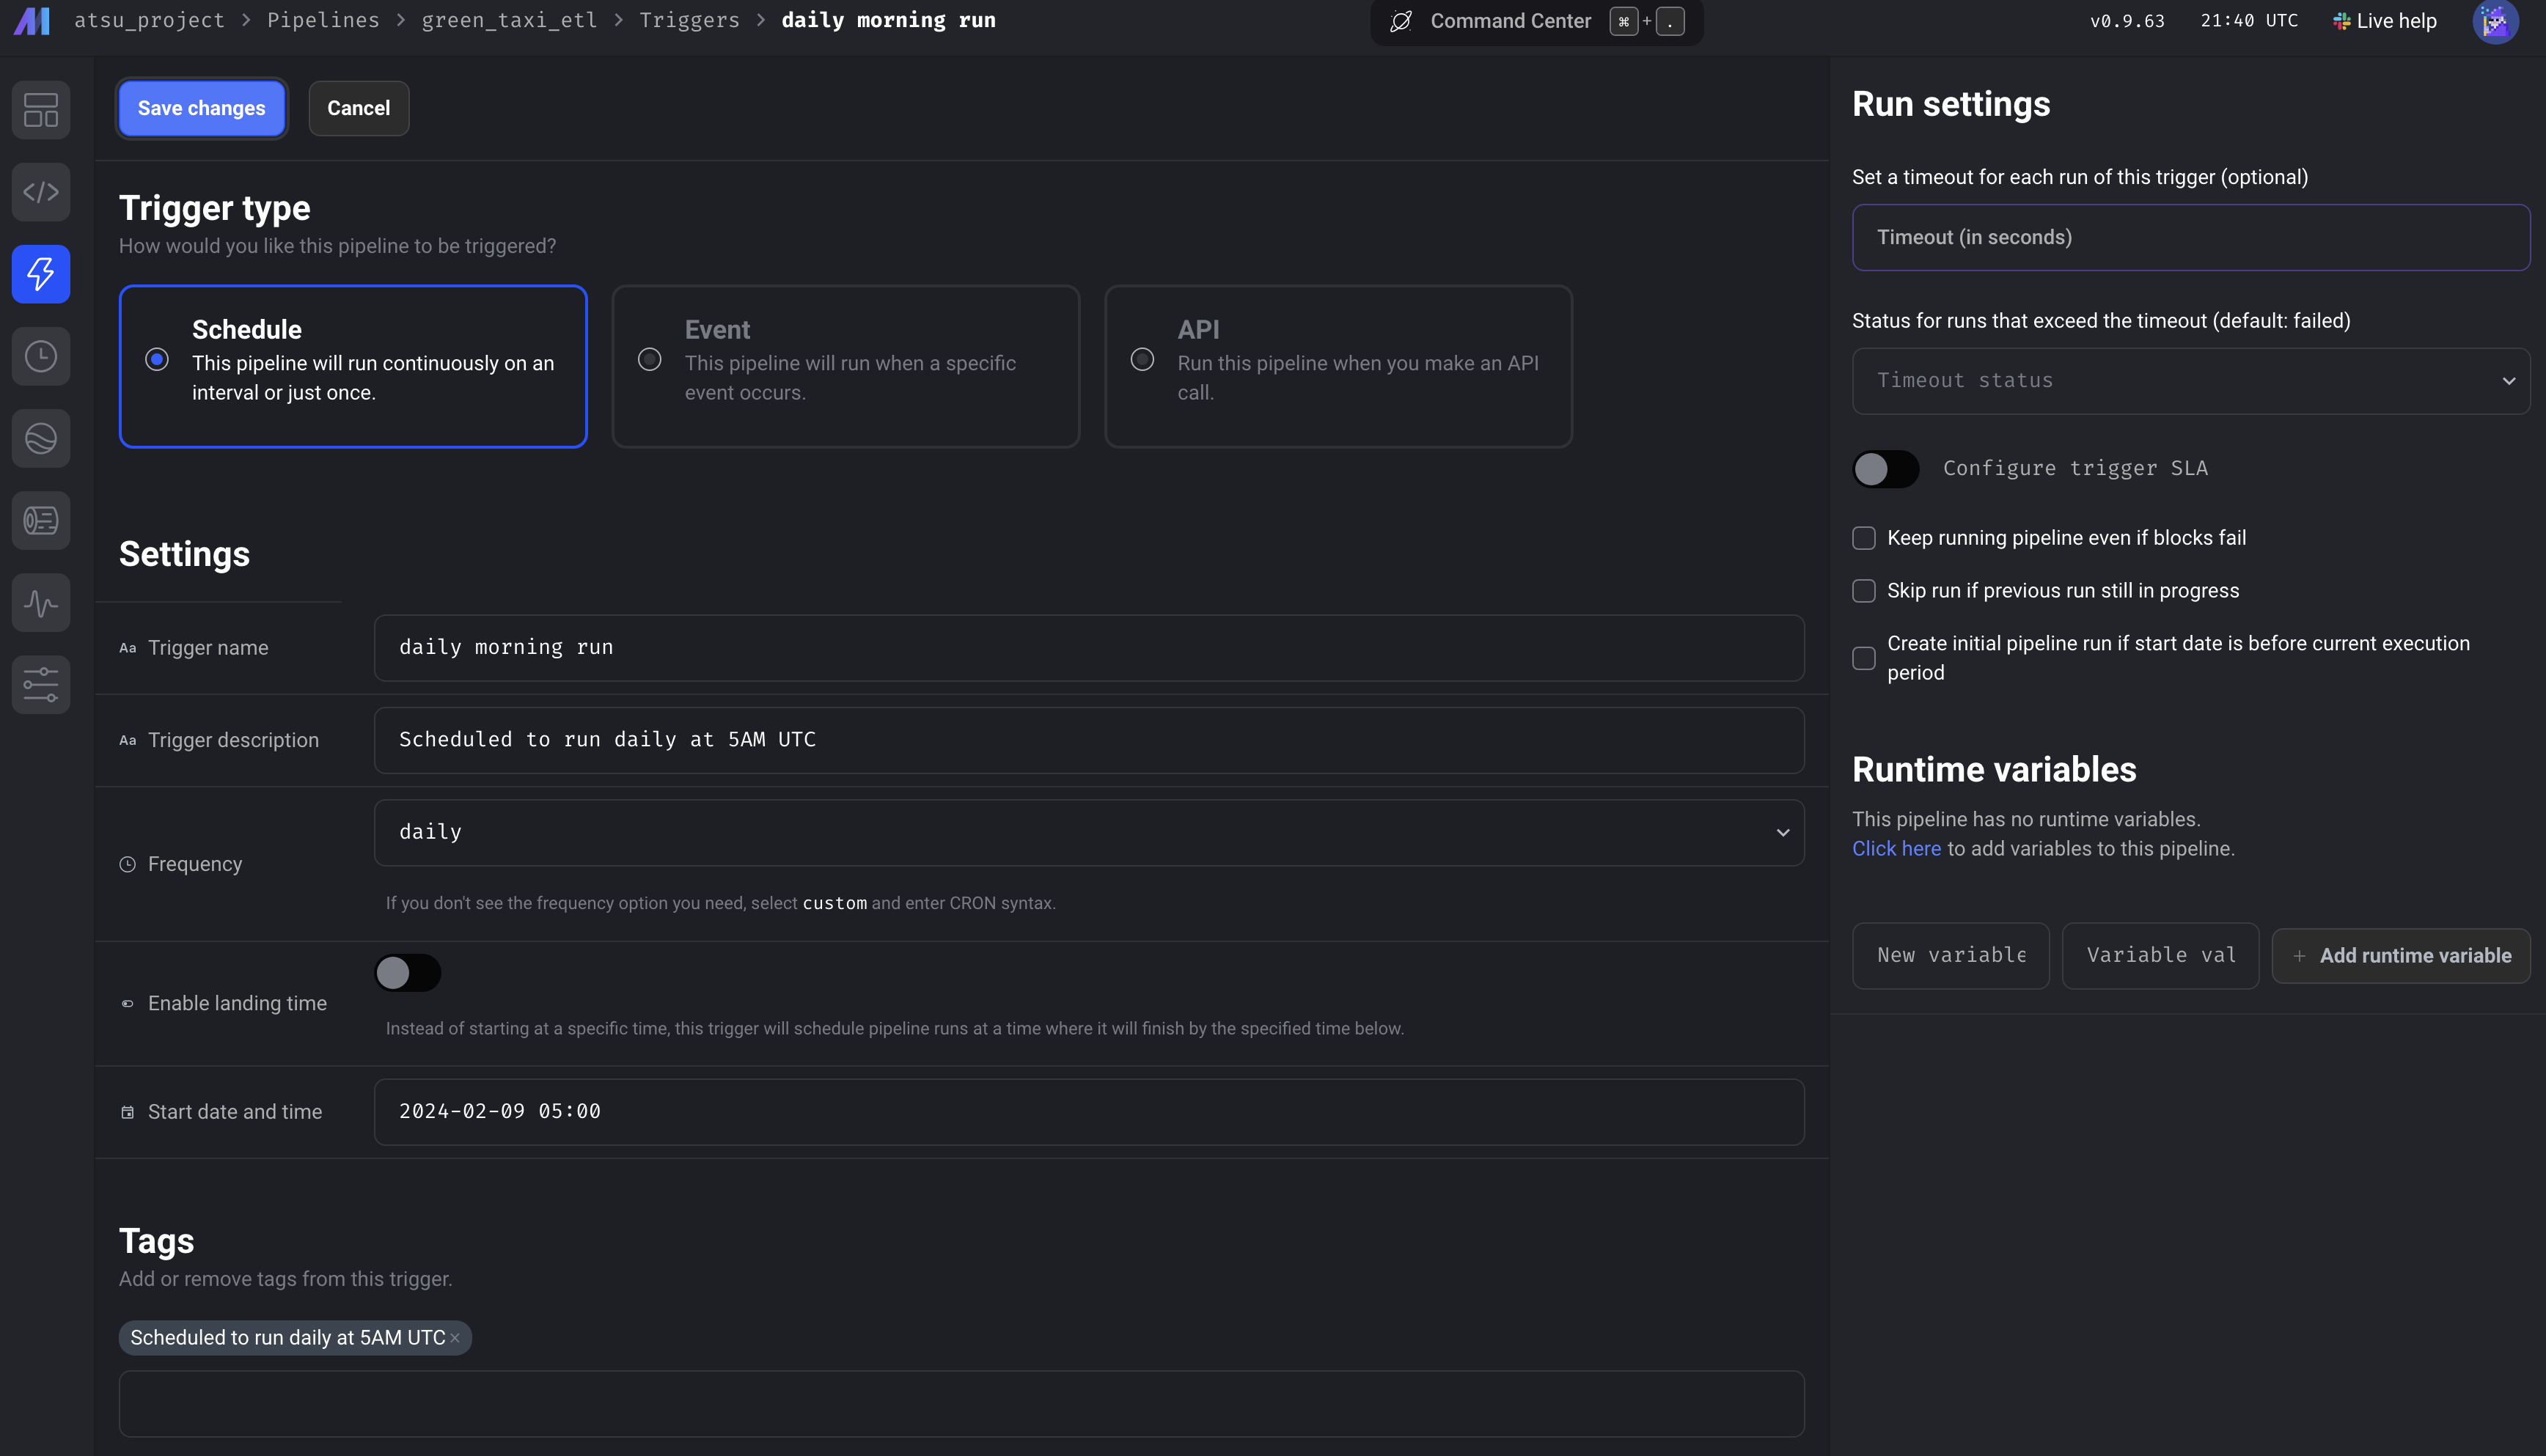 atsu_project > Pipelines > green_taxi_etl > Triggers > daily morning run
Command Center ⌘ + .
v0.9.63 21:40 UTC Live help
Save changes Cancel
Trigger type
How would you like this pipeline to be triggered?
Schedule
This pipeline will run continuously on an
interval or just once.
Event
This pipeline will run when a specific
event occurs.
API
Run this pipeline when you make an API
call.
Settings
Aa Trigger name daily morning run
Aa Trigger description Scheduled to run daily at 5AM UTC
Frequency daily
If you don't see the frequency option you need, select custom and enter CRON syntax.
Enable landing time
Instead of starting at a specific time, this trigger will schedule pipeline runs at a time where it will finish by the specified time below.
Start date and time 2024-02-09 05:00
Tags
Add or remove tags from this trigger.
Scheduled to run daily at 5AM UTC ×
Run settings
Set a timeout for each run of this trigger (optional)
Timeout (in seconds)
Status for runs that exceed the timeout (default: failed)
Timeout status
Configure trigger SLA
Keep running pipeline even if blocks fail
Skip run if previous run still in progress
Create initial pipeline run if start date is before current execution
period
Runtime variables
This pipeline has no runtime variables.
Click here to add variables to this pipeline.
New variable Variable val + Add runtime variable